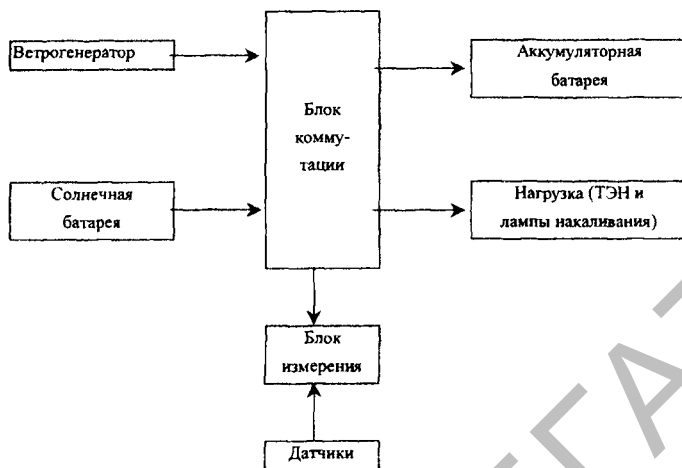 Ветрогенератор
Аккумуляторная
батарея
Блок
комму-
тации
Солнечная
батарея
Нагрузка (ТЭН и
лампы накаливания)
Блок
измерения
Датчики